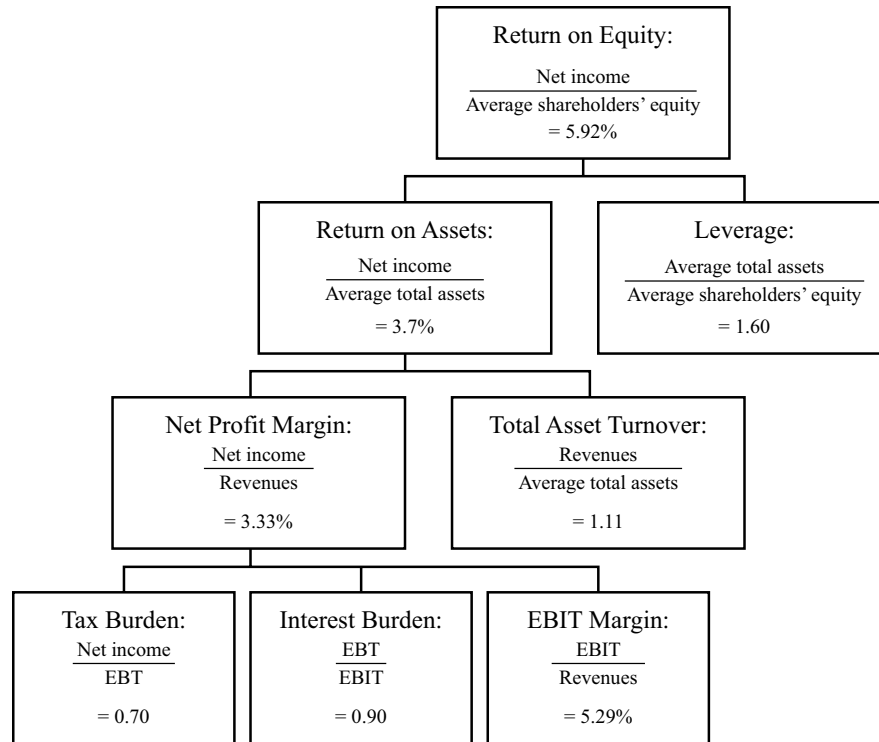 Return on Equity:
Net income
Average shareholders’ equity
= 5.92%
Return on Assets:
Net income
Average total assets
= 3.7%
Leverage:
Average total assets
Average shareholders’ equity
= 1.60
Net Profit Margin:
Net income
Revenues
= 3.33%
Total Asset Turnover:
Revenues
Average total assets
= 1.11
Tax Burden:
Net income
EBT
= 0.70
Interest Burden:
EBT
EBIT
= 0.90
EBIT Margin:
EBIT
Revenues
= 5.29%